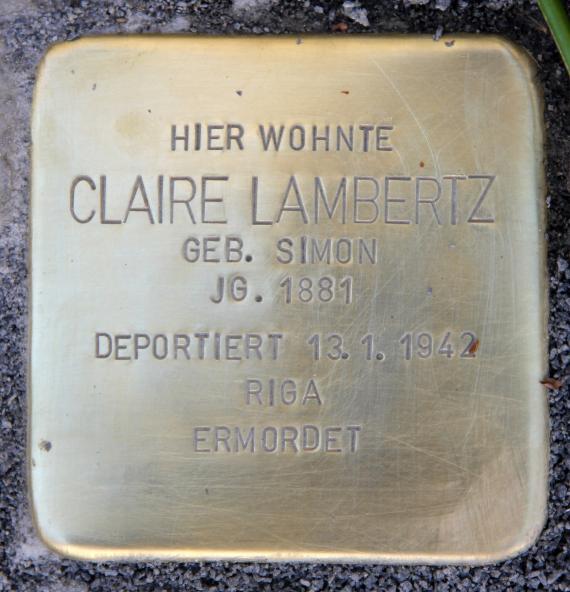 HIER WOHNTE
CLAIRE LAMBERTZ
GEB. SIMON
JG. 1881
DEPORTIERT 13.1.1942
RIGA
ERMORDET